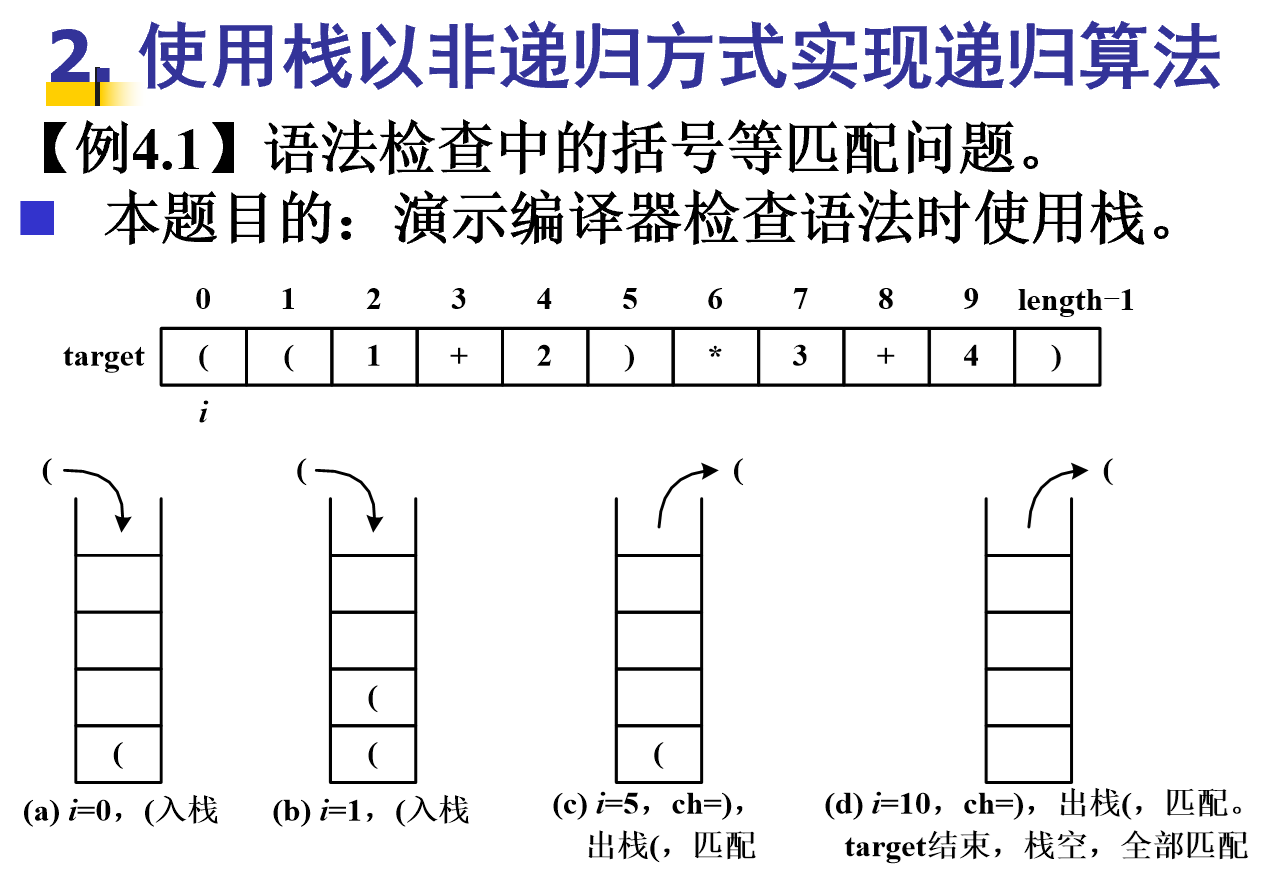 2. 使用栈以非递归方式实现递归算法
【例4.1】语法检查中的括号等匹配问题。
本题目的：演示编译器检查语法时使用栈。
0 1 2 3 4 5 6 7 8 9 length−1
target ( ( 1 + 2 ) * 3 + 4 )
i
( ( ( (
(
( ( (
(a) i=0，(入栈
(b) i=1，(入栈
(c) i=5，ch=)，
出栈(，匹配
(d) i=10，ch=)，出栈(，匹配。
target结束，栈空，全部匹配